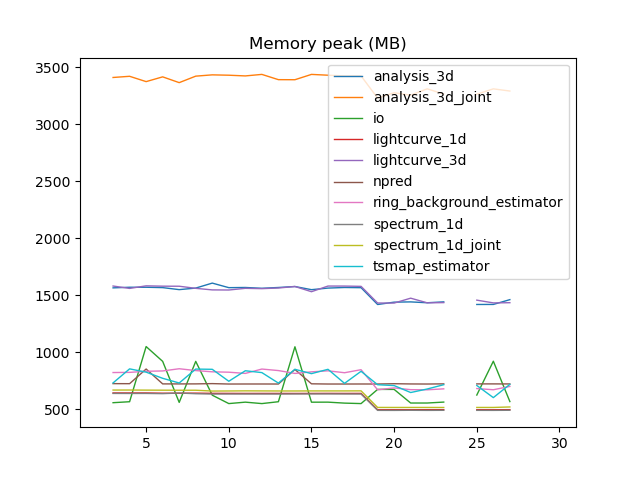 Memory peak (MB)
3500
3000
2500
2000
1500
1000
500
5
10
15
20
25
30
analysis_3d
analysis_3d_joint
io
lightcurve_1d
lightcurve_3d
npred
ring_background_estimator
spectrum_1d
spectrum_1d_joint
tsmap_estimator